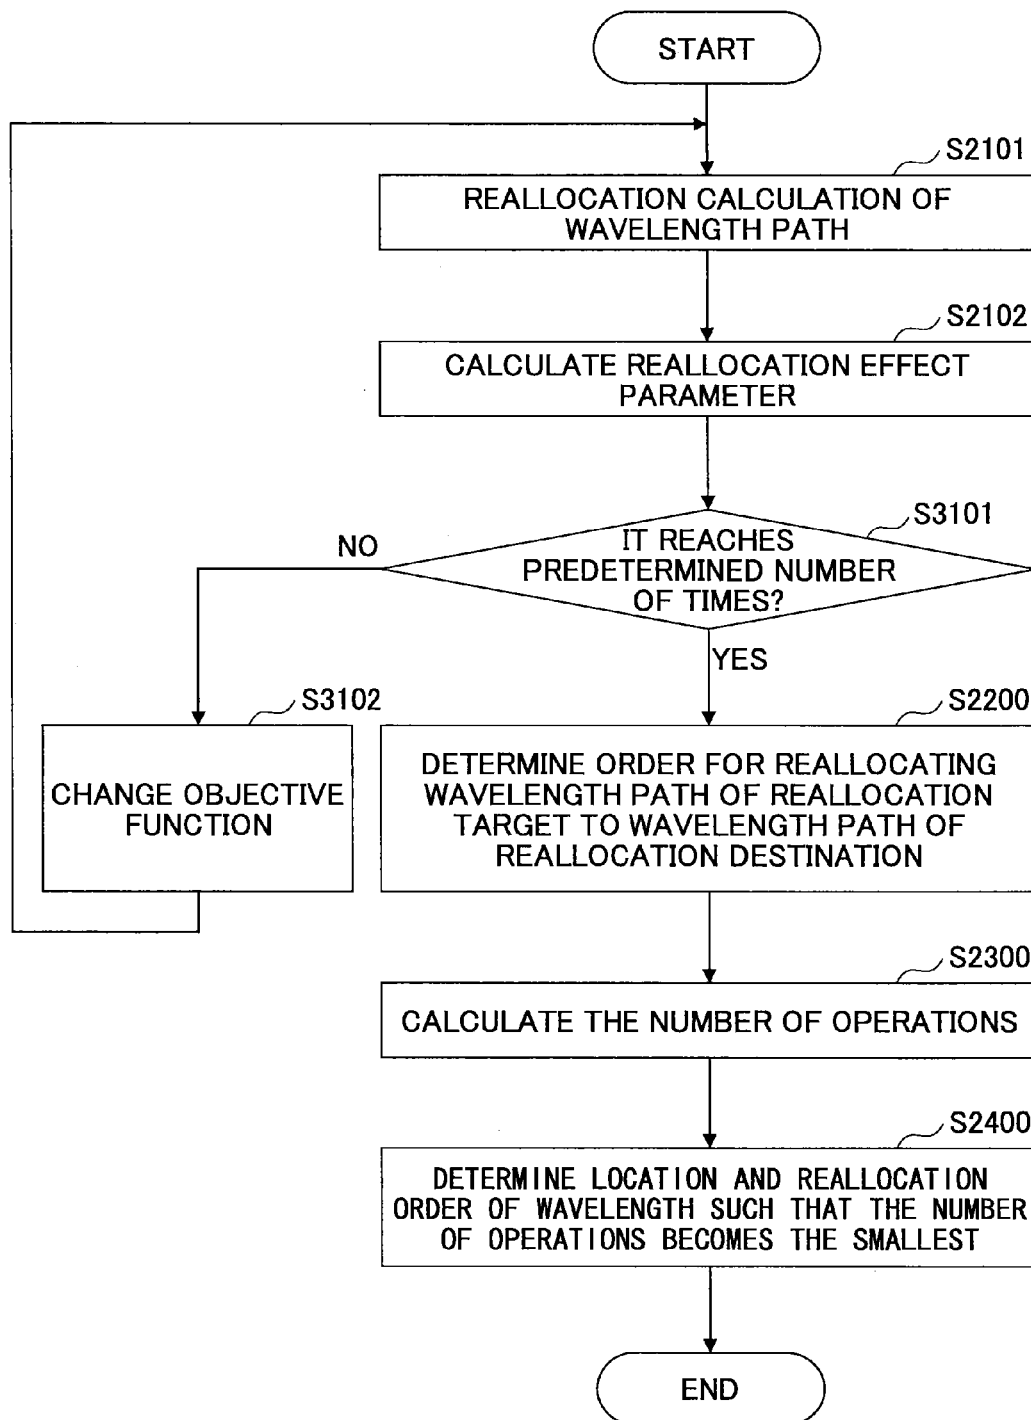 START
S2101
REALLOCATION CALCULATION OF
WAVELENGTH PATH
S2102
CALCULATE REALLOCATION EFFECT
PARAMETER
S3101
IT REACHES
PREDETERMINED NUMBER
OF TIMES?
NO
YES
S3102
CHANGE OBJECTIVE
FUNCTION
S2200
DETERMINE ORDER FOR REALLOCATING
WAVELENGTH PATH OF REALLOCATION
TARGET TO WAVELENGTH PATH OF
REALLOCATION DESTINATION
S2300
CALCULATE THE NUMBER OF OPERATIONS
S2400
DETERMINE LOCATION AND REALLOCATION
ORDER OF WAVELENGTH SUCH THAT THE NUMBER
OF OPERATIONS BECOMES THE SMALLEST
END